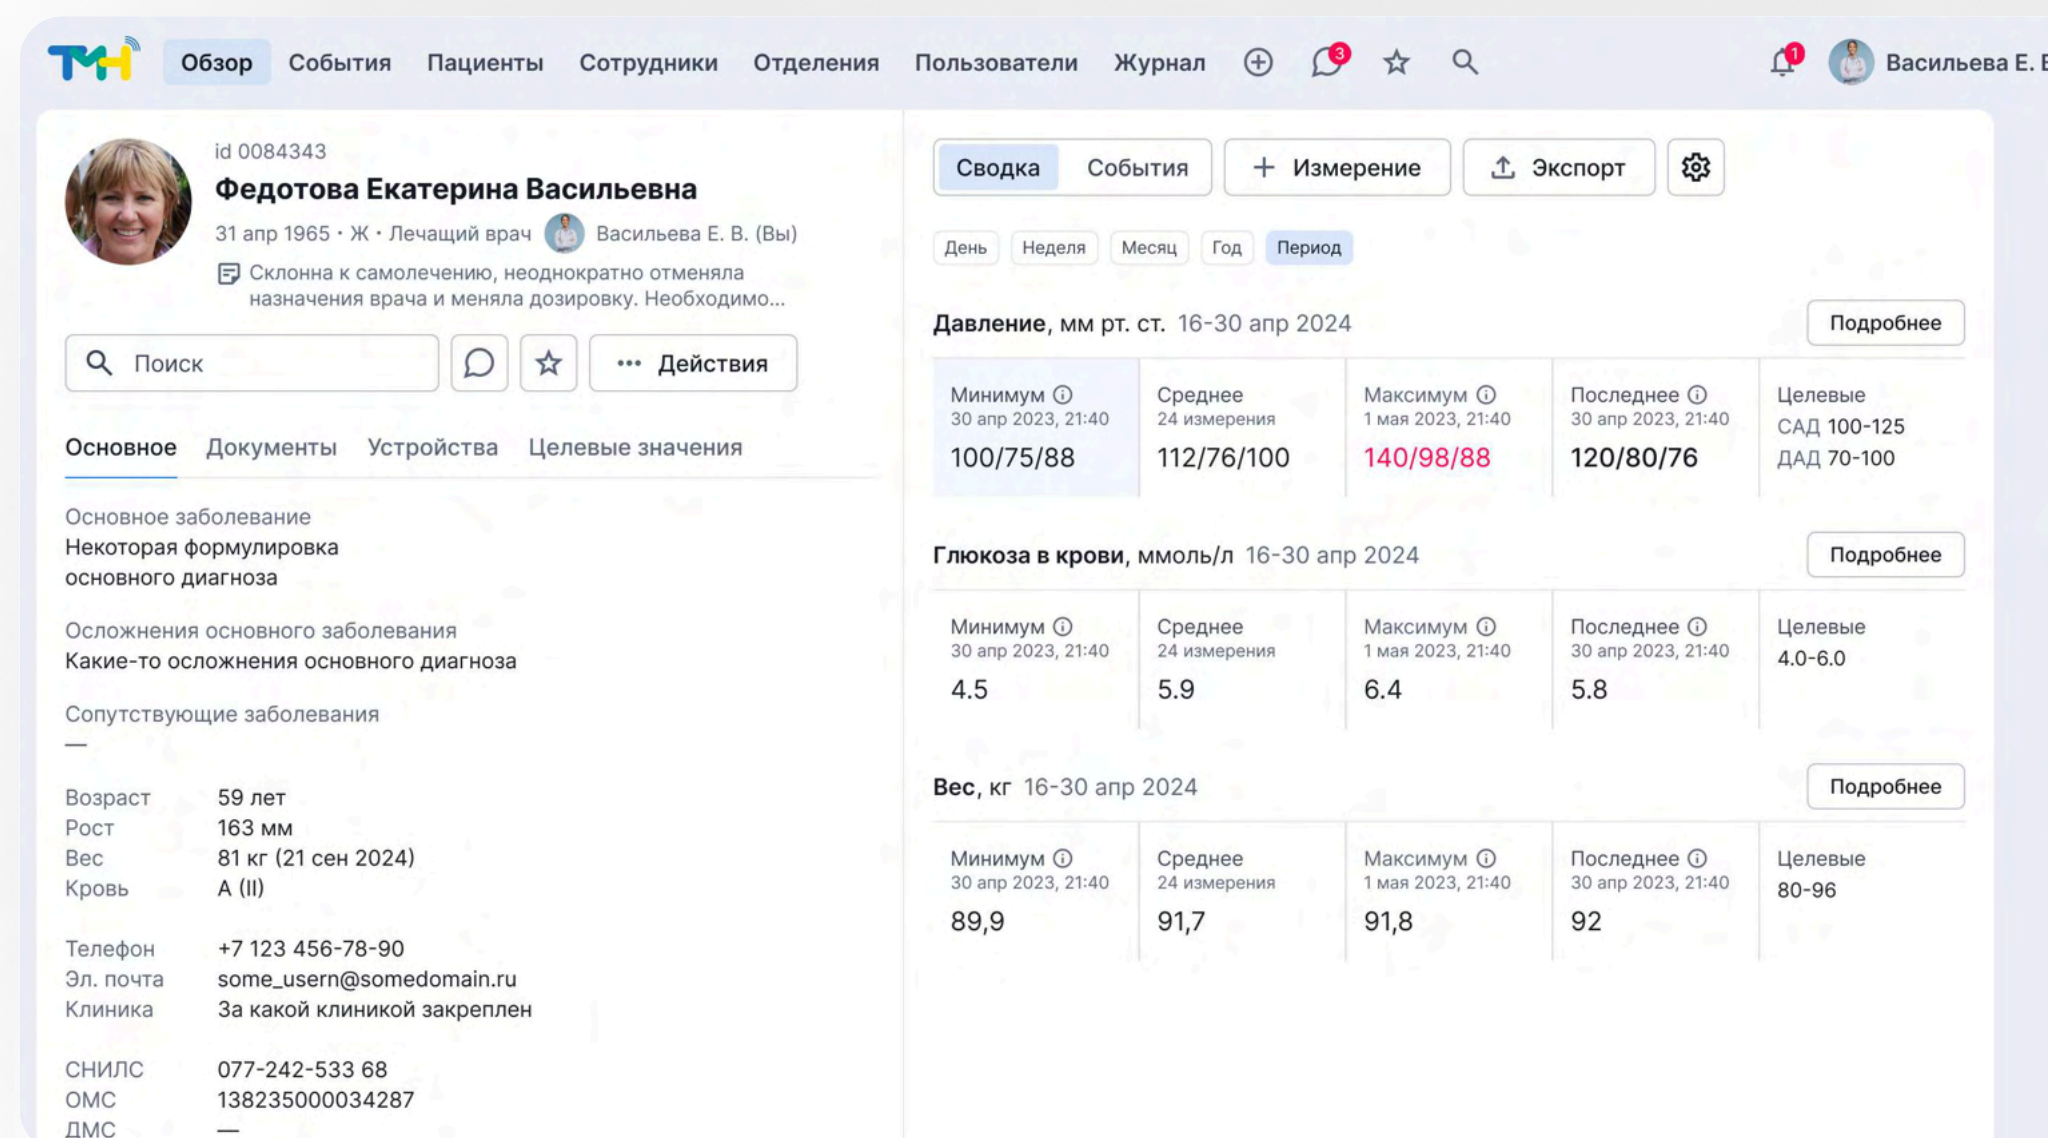 ТМН
Обзор События Пациенты Сотрудники Отделения Пользователи Журнал 3 1 Васильева Е.
id 0084343
Федотова Екатерина Васильевна
31 апр 1965 · Ж · Лечащий врач Васильева Е. В. (Вы)
Склонна к самолечению, неоднократно отменяла
назначения врача и меняла дозировку. Необходимо...
Поиск ••• Действия
Основное Документы Устройства Целевые значения
Основное заболевание
Некоторая формулировка
основного диагноза
Осложнения основного заболевания
Какие-то осложнения основного диагноза
Сопутствующие заболевания
—
Возраст 59 лет
Рост 163 мм
Вес 81 кг (21 сен 2024)
Кровь A (II)
Телефон +7 123 456-78-90
Эл. почта some_usern@somedomain.ru
Клиника За какой клиникой закреплен
СНИЛС 077-242-533 68
ОМС 138235000034287
ДМС —
Сводка События + Измерение Экспорт
День Неделя Месяц Год Период
Давление, мм рт. ст. 16-30 апр 2024 Подробнее
Минимум Среднее Максимум Последнее Целевые
30 апр 2023, 21:40 24 измерения 1 мая 2023, 21:40 30 апр 2023, 21:40 САД 100-125
100/75/88 112/76/100 140/98/88 120/80/76 ДАД 70-100
Глюкоза в крови, ммоль/л 16-30 апр 2024 Подробнее
Минимум Среднее Максимум Последнее Целевые
30 апр 2023, 21:40 24 измерения 1 мая 2023, 21:40 30 апр 2023, 21:40 4.0-6.0
4.5 5.9 6.4 5.8
Вес, кг 16-30 апр 2024 Подробнее
Минимум Среднее Максимум Последнее Целевые
30 апр 2023, 21:40 24 измерения 1 мая 2023, 21:40 30 апр 2023, 21:40 80-96
89,9 91,7 91,8 92